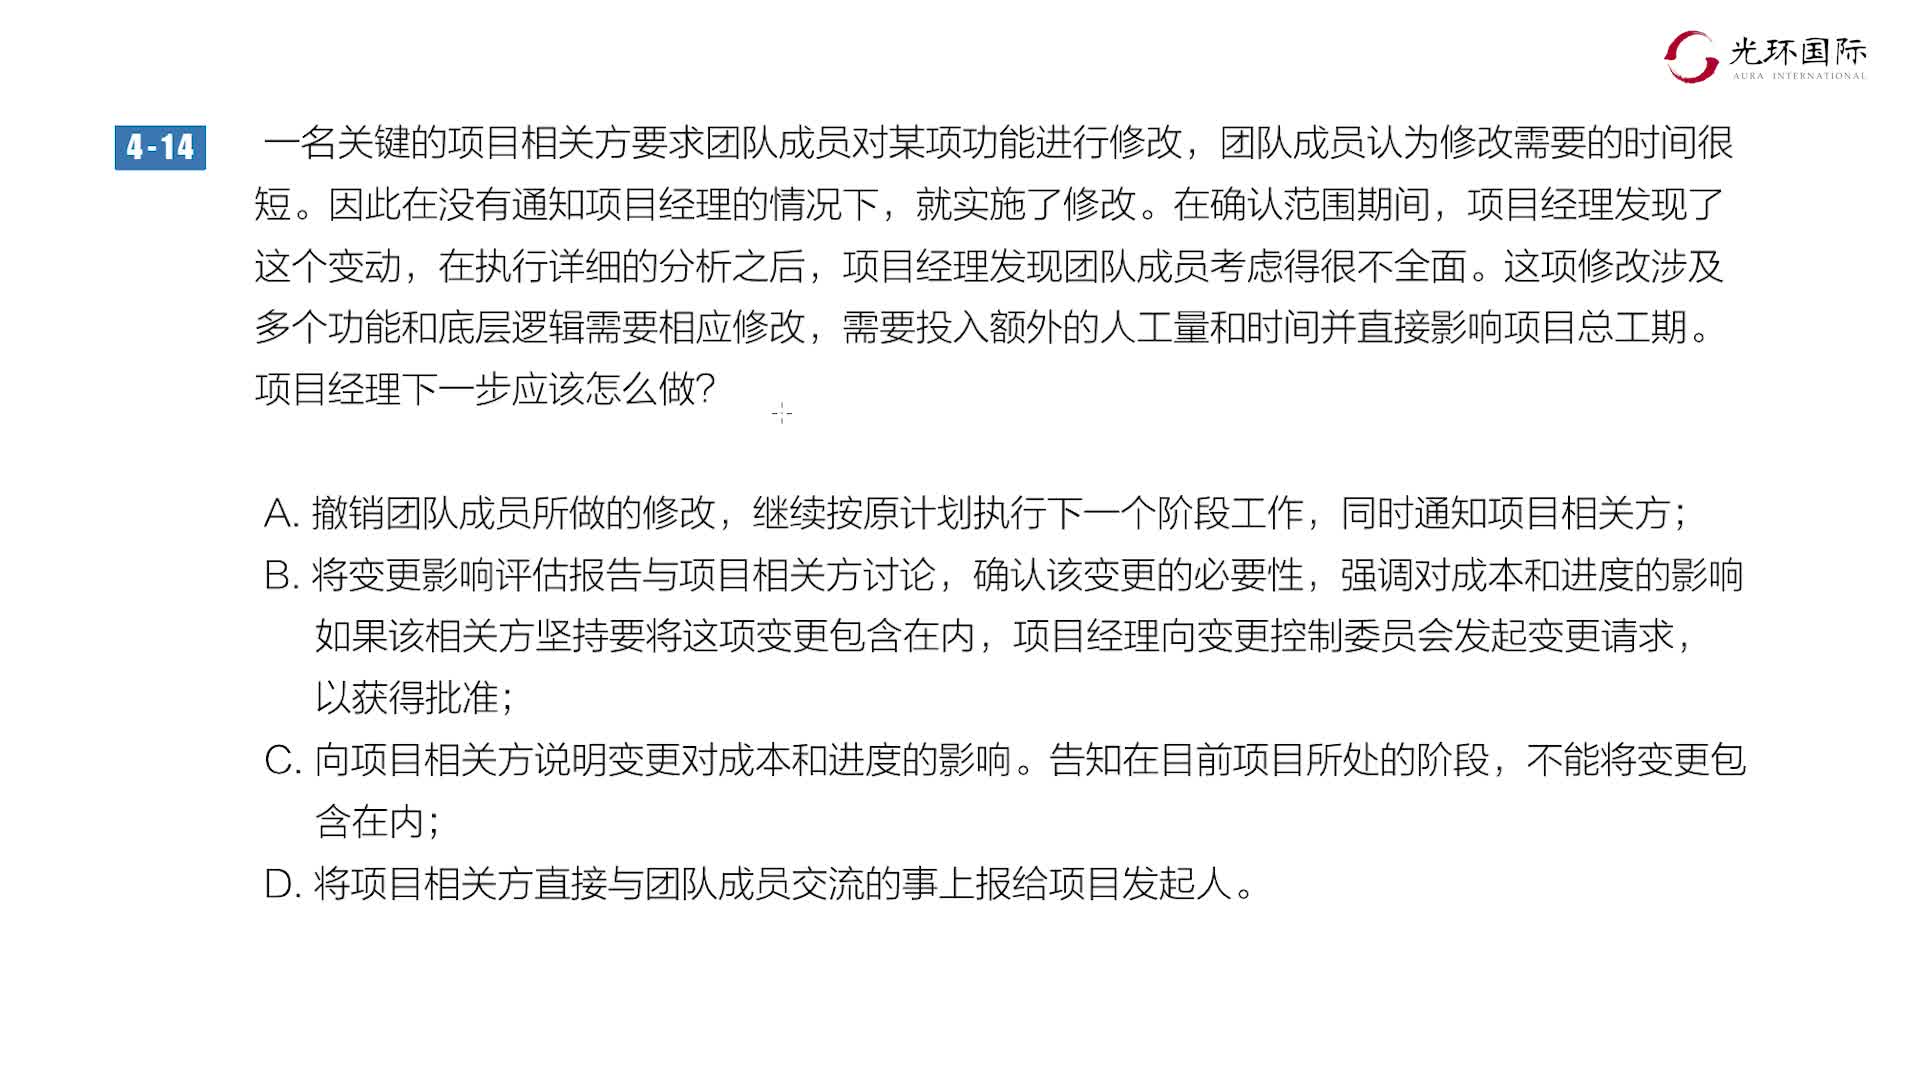 光环国际
AURA INTERNATIONAL
4-14
一名关键的项目相关方要求团队成员对某项功能进行修改，团队成员认为修改需要的时间很
短。因此在没有通知项目经理的情况下，就实施了修改。在确认范围期间，项目经理发现了
这个变动，在执行详细的分析之后，项目经理发现团队成员考虑得很不全面。这项修改涉及
多个功能和底层逻辑需要相应修改，需要投入额外的人工量和时间并直接影响项目总工期。
项目经理下一步应该怎么做？
A. 撤销团队成员所做的修改，继续按原计划执行下一个阶段工作，同时通知项目相关方；
B. 将变更影响评估报告与项目相关方讨论，确认该变更的必要性，强调对成本和进度的影响
如果该相关方坚持要将这项变更包含在内，项目经理向变更控制委员会发起变更请求，
以获得批准；
C. 向项目相关方说明变更对成本和进度的影响。告知在目前项目所处的阶段，不能将变更包
含在内；
D. 将项目相关方直接与团队成员交流的事上报给项目发起人。